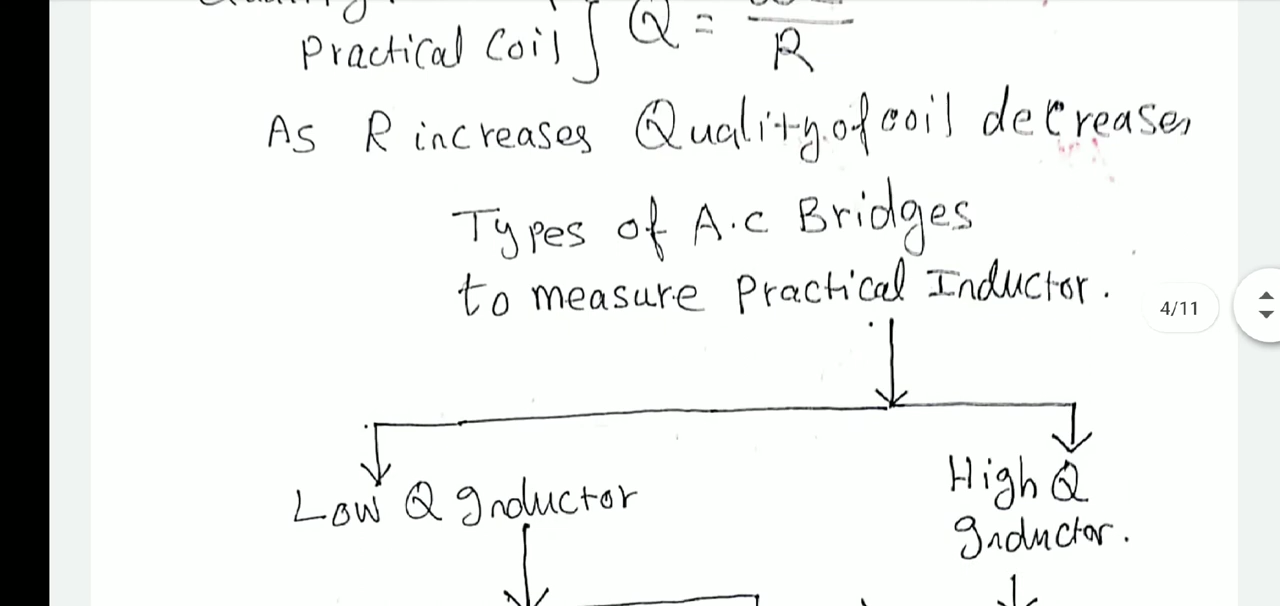 Practical Coil } Q = / R
As R increases Quality of coil decreases
Types of A.C Bridges
to measure Practical Inductor.
4/11
Low Q Inductor
High Q
Inductor.